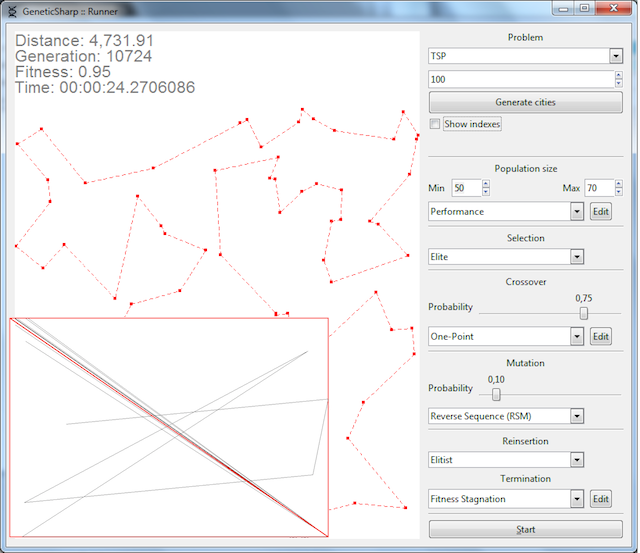 GeneticSharp :: Runner
Distance: 4,731.91
Generation: 10724
Fitness: 0.95
Time: 00:00:24.2706086
Problem
TSP
100
Generate cities
Show indexes
Population size
Min 50 Max 70
Performance Edit
Selection
Elite
Crossover
Probability 0,75
One-Point Edit
Mutation
Probability 0,10
Reverse Sequence (RSM)
Reinsertion
Elitist
Termination
Fitness Stagnation Edit
Start